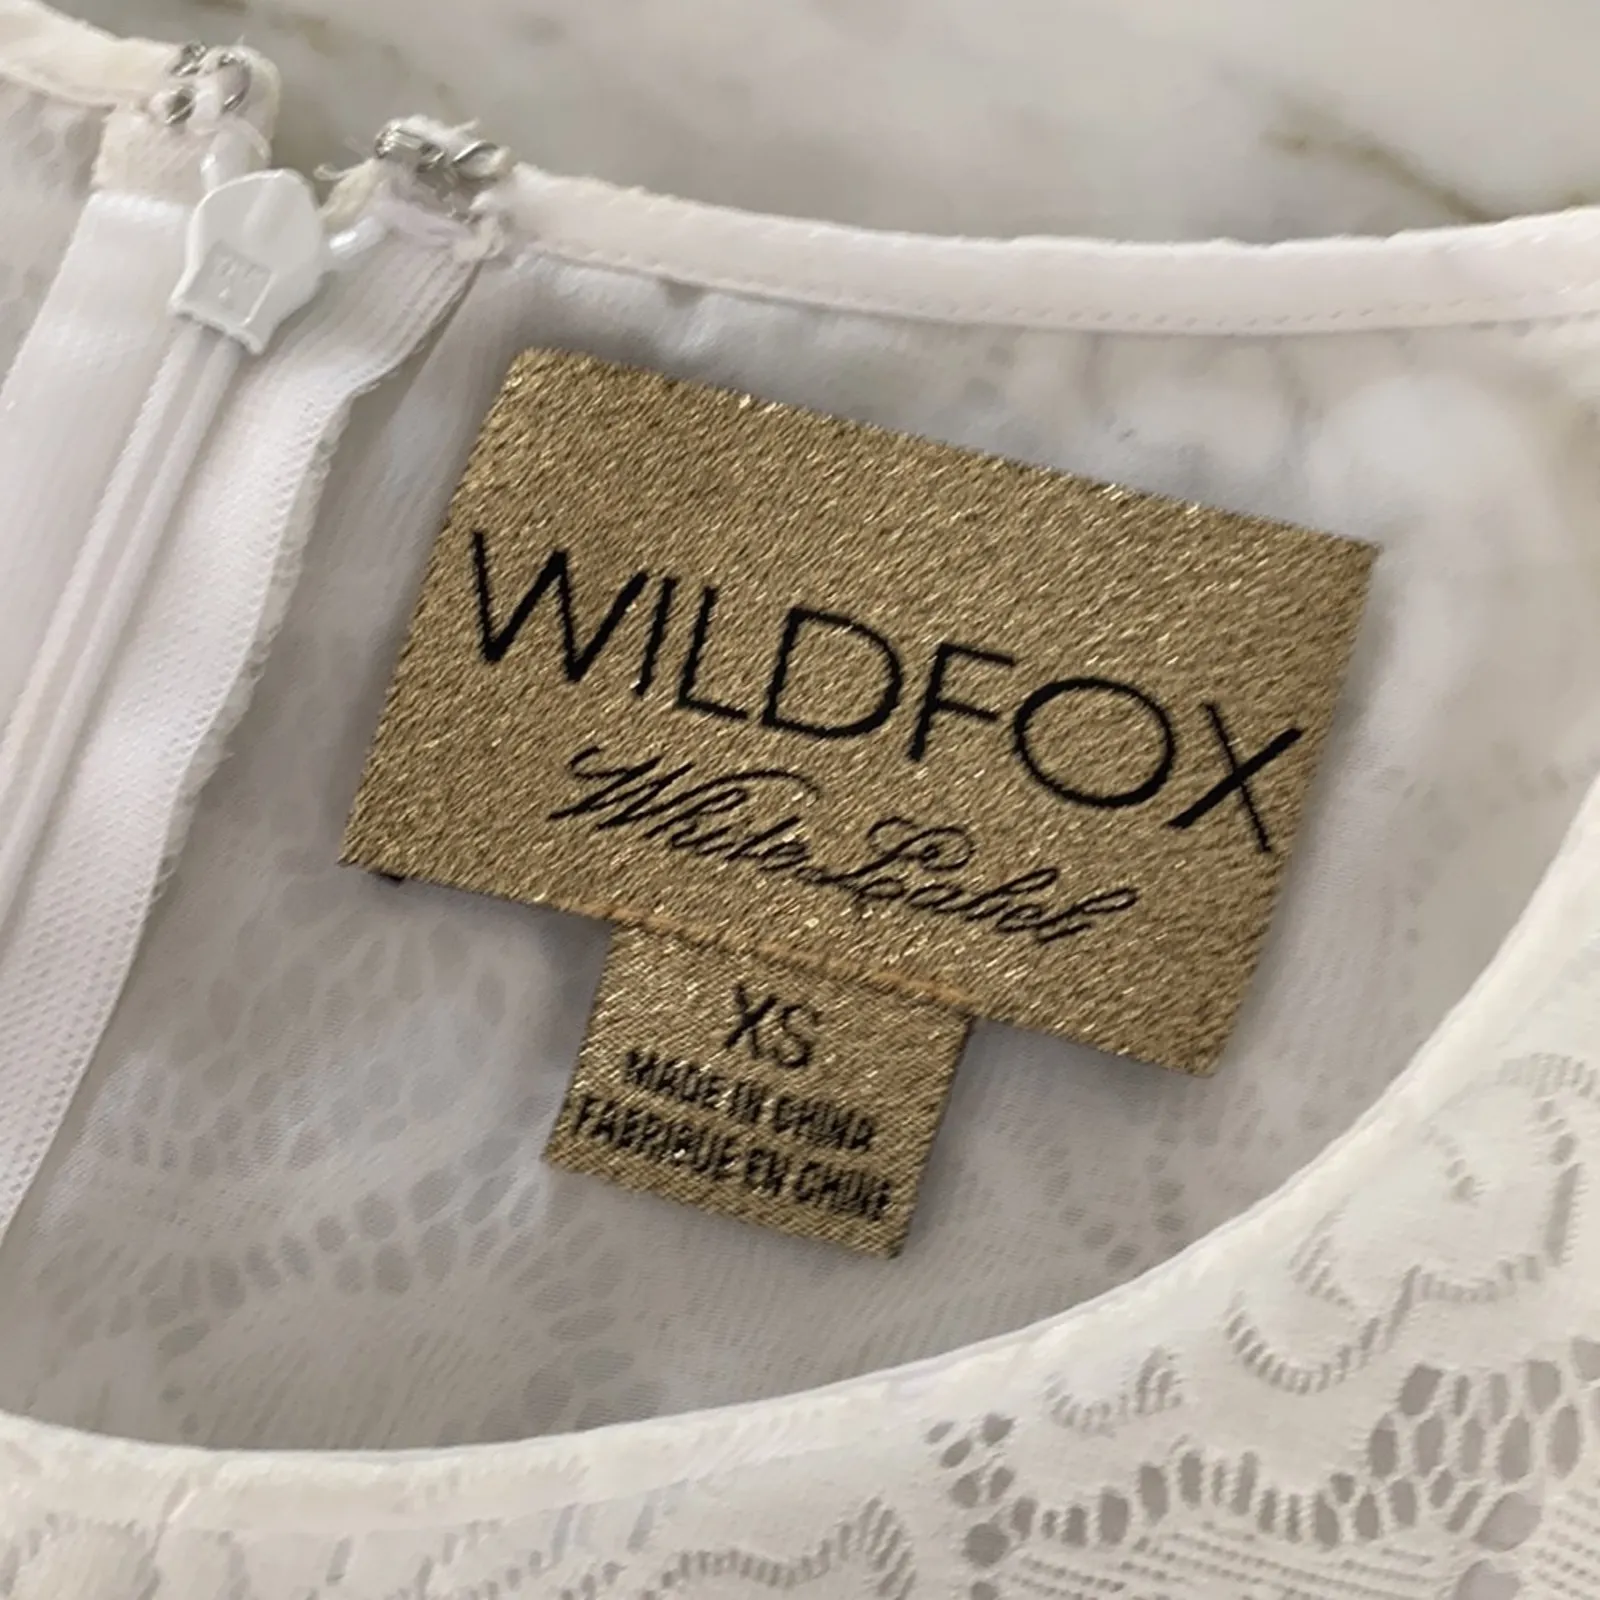 WILDFOX
White Label
XS
MADE IN CHINA
FABRIQUE EN CHINE